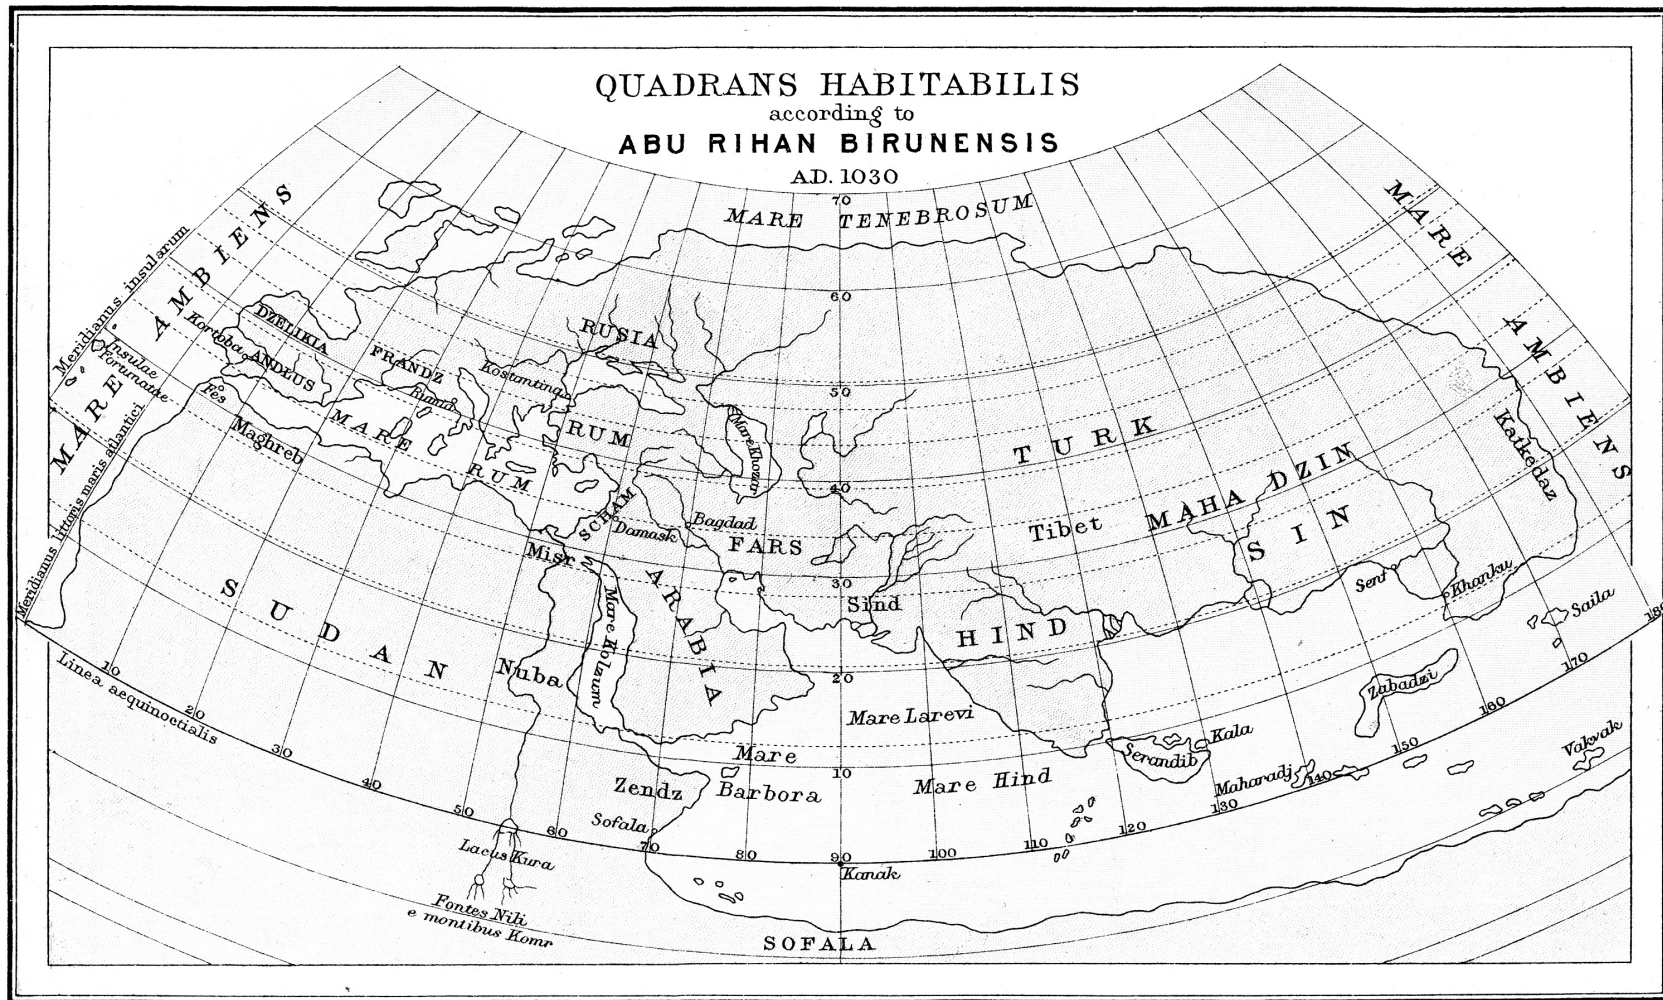 QUADRANS HABITABILIS
according to
ABU RIHAN BIRUNENSIS
A.D. 1030
70
MARE TENEBROSUM
MARE AMBIENS
MARE AMBIENS
Meridianus insularum
Insulae Fortunatae
Meridianus littoris maris atlantici
60
RUSIA
DZELIKIA
Kortoba
ANDLUS
FRANDZ
Kostantina
Rumia
Fes
Maghreb
MARE RUM
RUM
50
Mare Khozar
TURK
40
Katkedaz
MAHA DZIN
Tibet
SIN
SCHAM
Damask
Bagdad
FARS
Misr
30
Sind
Senf
Khanku
Saila
ARABIA
Mare Kolzum
HIND
SUDAN
Nuba
20
Mare Larevi
Zabadzi
Serandib
Kala
Vakvak
Mare
Barbora
10
Mare Hind
Maharadj
Zendz
Sofala
Linea aequinoctialis
10
20
30
40
50
60
70
80
90
100
110
120
130
140
150
160
170
180
Kanak
Lacus Kura
Fontes Nili
e montibus Komr
SOFALA